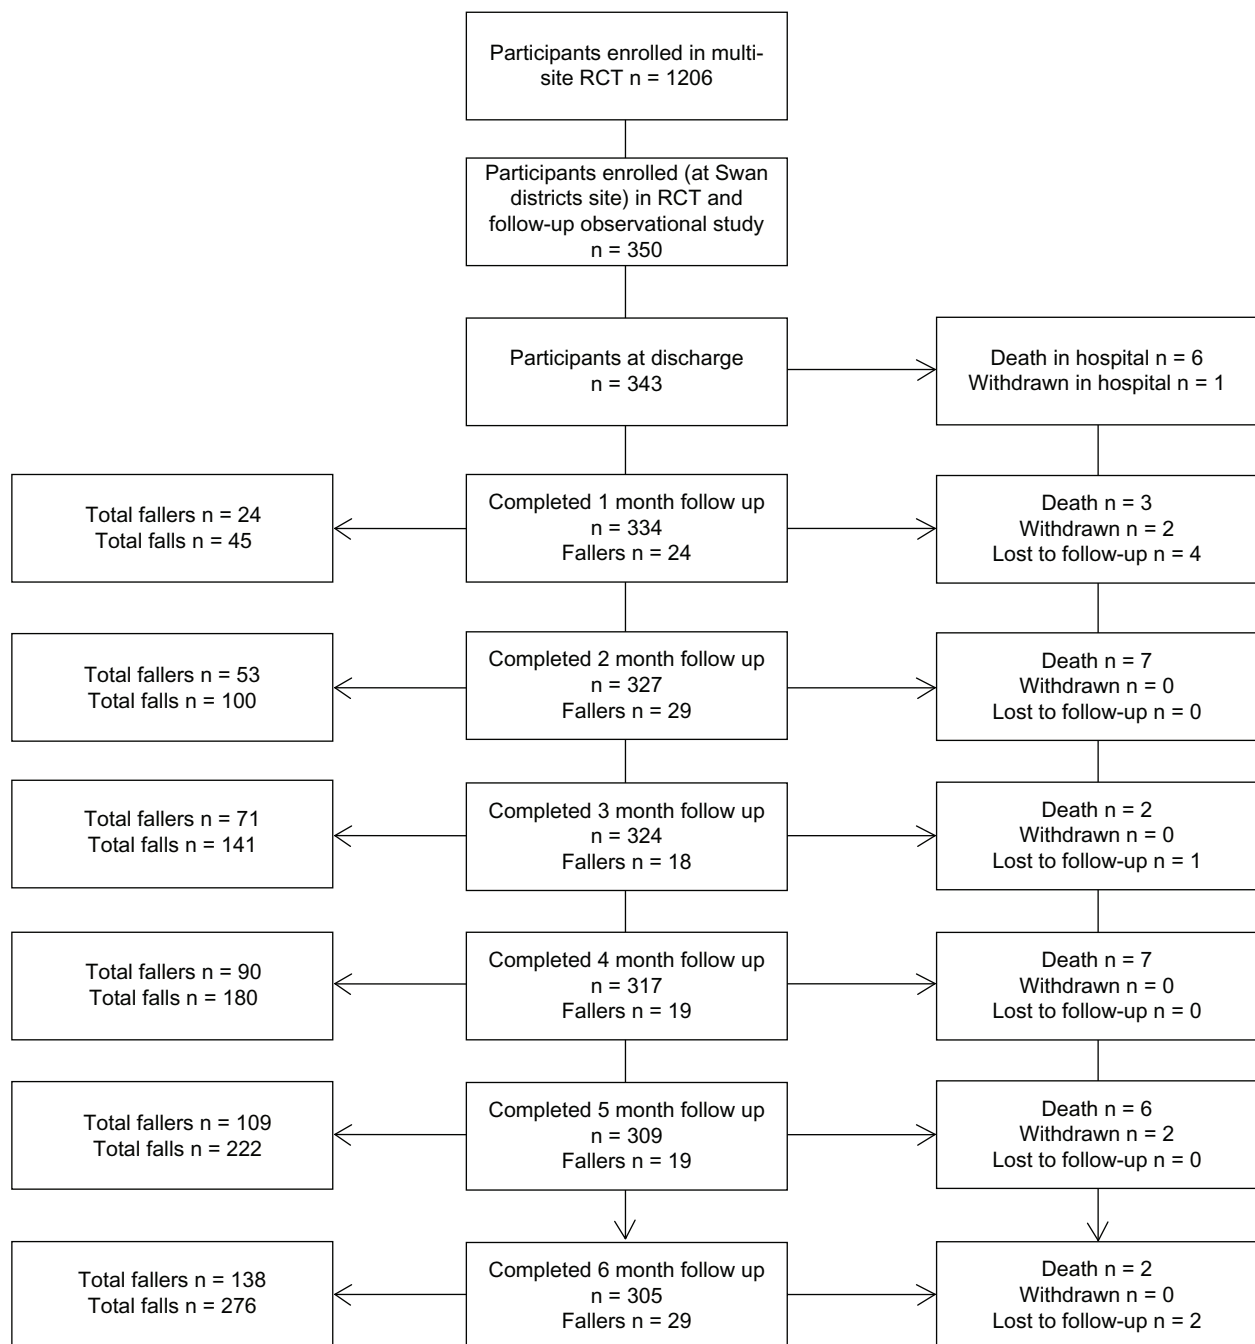 Participants enrolled in multi-
site RCT n = 1206
Participants enrolled (at Swan
districts site) in RCT and
follow-up observational study
n = 350
Participants at discharge
n = 343
Death in hospital n = 6
Withdrawn in hospital n = 1
Total fallers n = 24
Total falls n = 45
Completed 1 month follow up
n = 334
Fallers n = 24
Death n = 3
Withdrawn n = 2
Lost to follow-up n = 4
Total fallers n = 53
Total falls n = 100
Completed 2 month follow up
n = 327
Fallers n = 29
Death n = 7
Withdrawn n = 0
Lost to follow-up n = 0
Total fallers n = 71
Total falls n = 141
Completed 3 month follow up
n = 324
Fallers n = 18
Death n = 2
Withdrawn n = 0
Lost to follow-up n = 1
Total fallers n = 90
Total falls n = 180
Completed 4 month follow up
n = 317
Fallers n = 19
Death n = 7
Withdrawn n = 0
Lost to follow-up n = 0
Total fallers n = 109
Total falls n = 222
Completed 5 month follow up
n = 309
Fallers n = 19
Death n = 6
Withdrawn n = 2
Lost to follow-up n = 0
Total fallers n = 138
Total falls n = 276
Completed 6 month follow up
n = 305
Fallers n = 29
Death n = 2
Withdrawn n = 0
Lost to follow-up n = 2